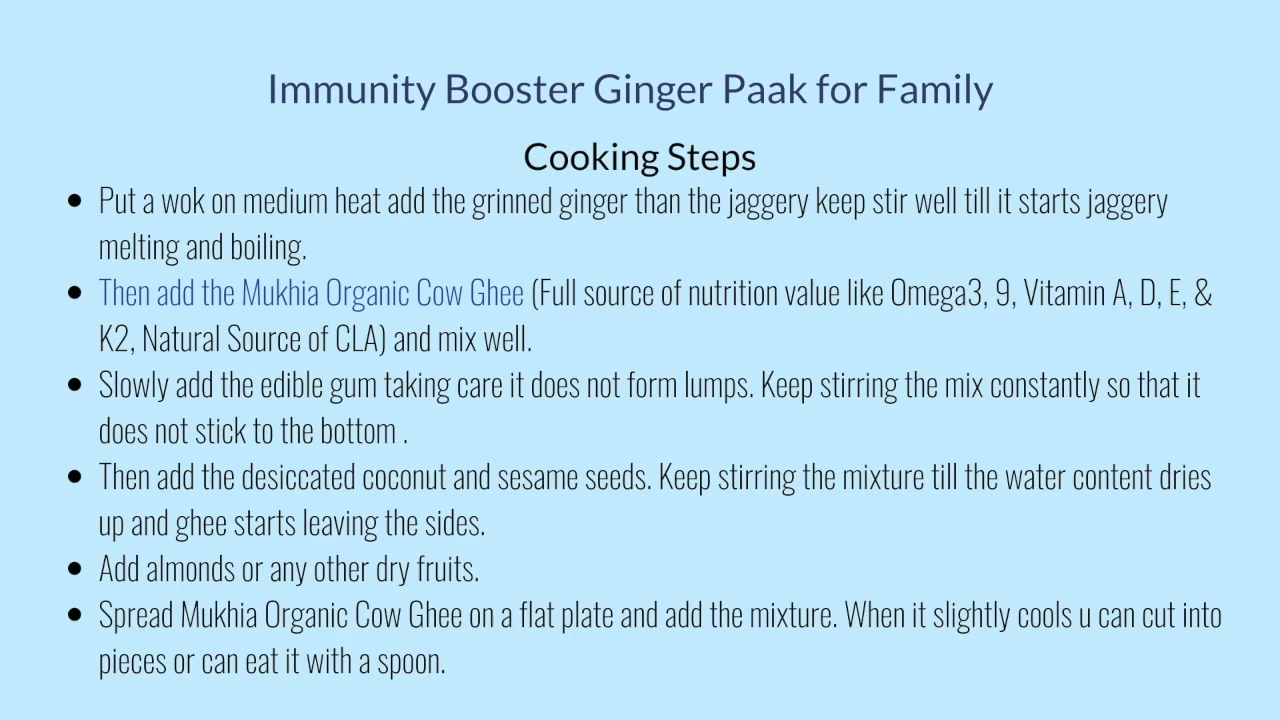 Immunity Booster Ginger Paak for Family
Cooking Steps
• Put a wok on medium heat add the grinned ginger than the jaggery keep stir well till it starts jaggery
melting and boiling.
• Then add the Mukhia Organic Cow Ghee (Full source of nutrition value like Omega3, 9, Vitamin A, D, E, &
K2, Natural Source of CLA) and mix well.
• Slowly add the edible gum taking care it does not form lumps. Keep stirring the mix constantly so that it
does not stick to the bottom .
• Then add the desiccated coconut and sesame seeds. Keep stirring the mixture till the water content dries
up and ghee starts leaving the sides.
• Add almonds or any other dry fruits.
• Spread Mukhia Organic Cow Ghee on a flat plate and add the mixture. When it slightly cools u can cut into
pieces or can eat it with a spoon.